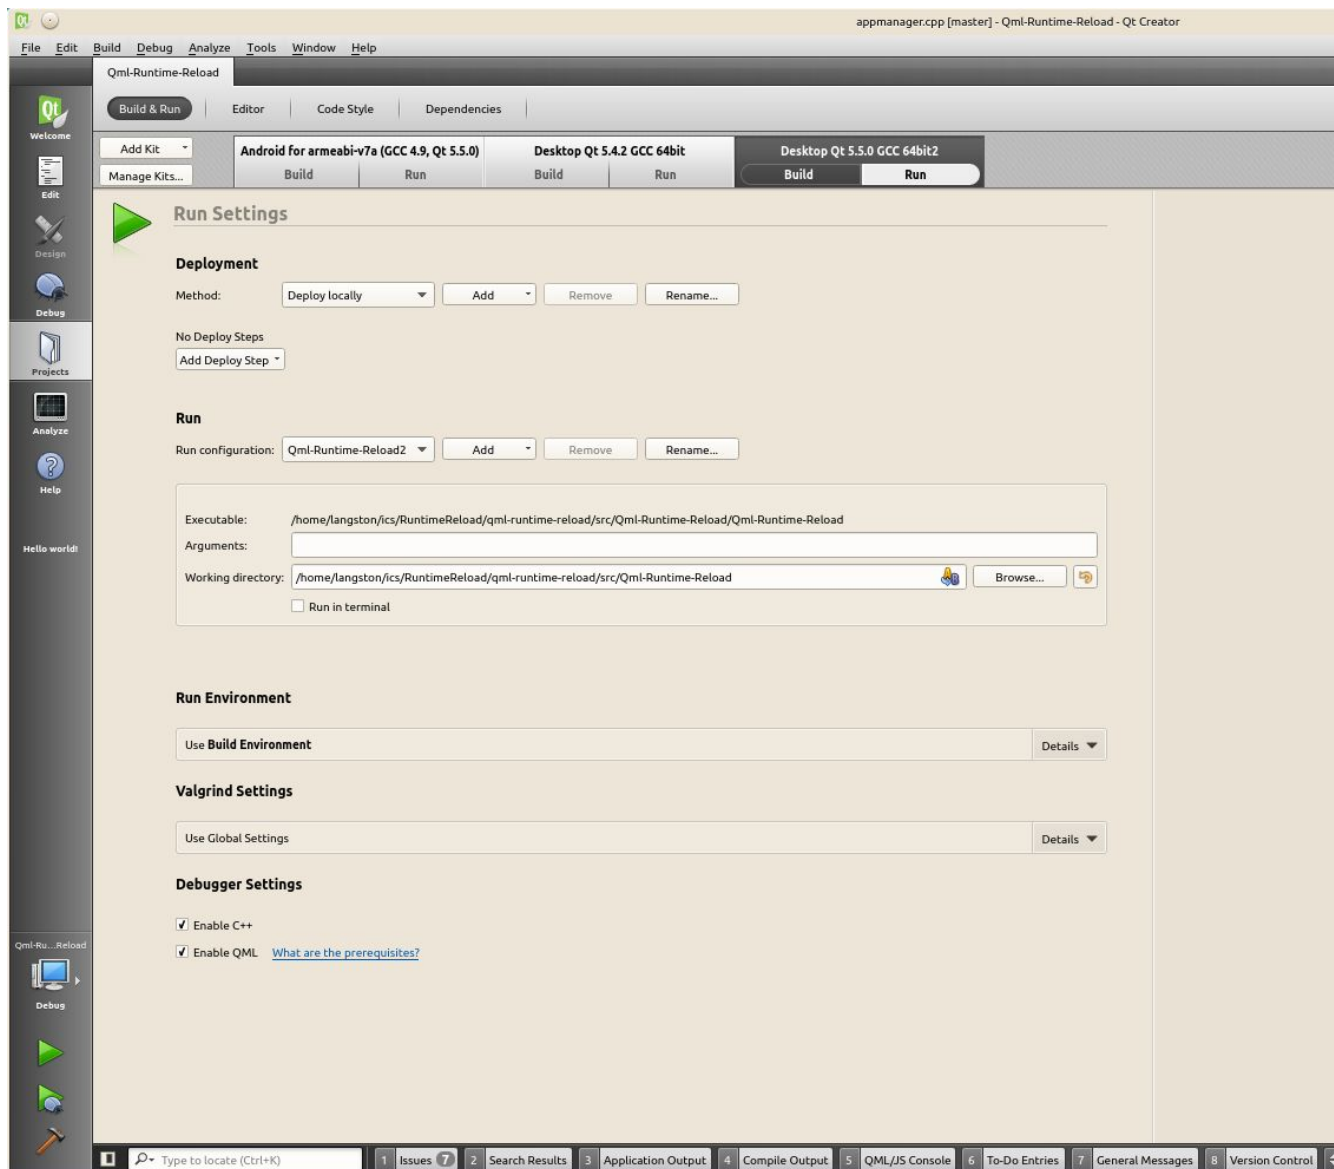 appmanager.cpp [master] - Qml-Runtime-Reload - Qt Creator
File Edit Build Debug Analyze Tools Window Help
Qml-Runtime-Reload
Build & Run Editor Code Style Dependencies
Add Kit
Manage Kits...
Android for armeabi-v7a (GCC 4.9, Qt 5.5.0) Desktop Qt 5.4.2 GCC 64bit Desktop Qt 5.5.0 GCC 64bit2
Build Run Build Run Build Run
Qt
Welcome
Edit
Design
Debug
Projects
Analyze
Help
Hello world!
Run Settings
Deployment
Method: Deploy locally Add Remove Rename...
No Deploy Steps
Add Deploy Step
Run
Run configuration: Qml-Runtime-Reload2 Add Remove Rename...
Executable: /home/langston/ics/RuntimeReload/qml-runtime-reload/src/Qml-Runtime-Reload/Qml-Runtime-Reload
Arguments:
Working directory: /home/langston/ics/RuntimeReload/qml-runtime-reload/src/Qml-Runtime-Reload Browse...
Run in terminal
Run Environment
Use Build Environment Details
Valgrind Settings
Use Global Settings Details
Debugger Settings
Enable C++
Enable QML What are the prerequisites?
Qml-Ru...Reload
Debug
Type to locate (Ctrl+K) 1 Issues 7 2 Search Results 3 Application Output 4 Compile Output 5 QML/JS Console 6 To-Do Entries 7 General Messages 8 Version Control